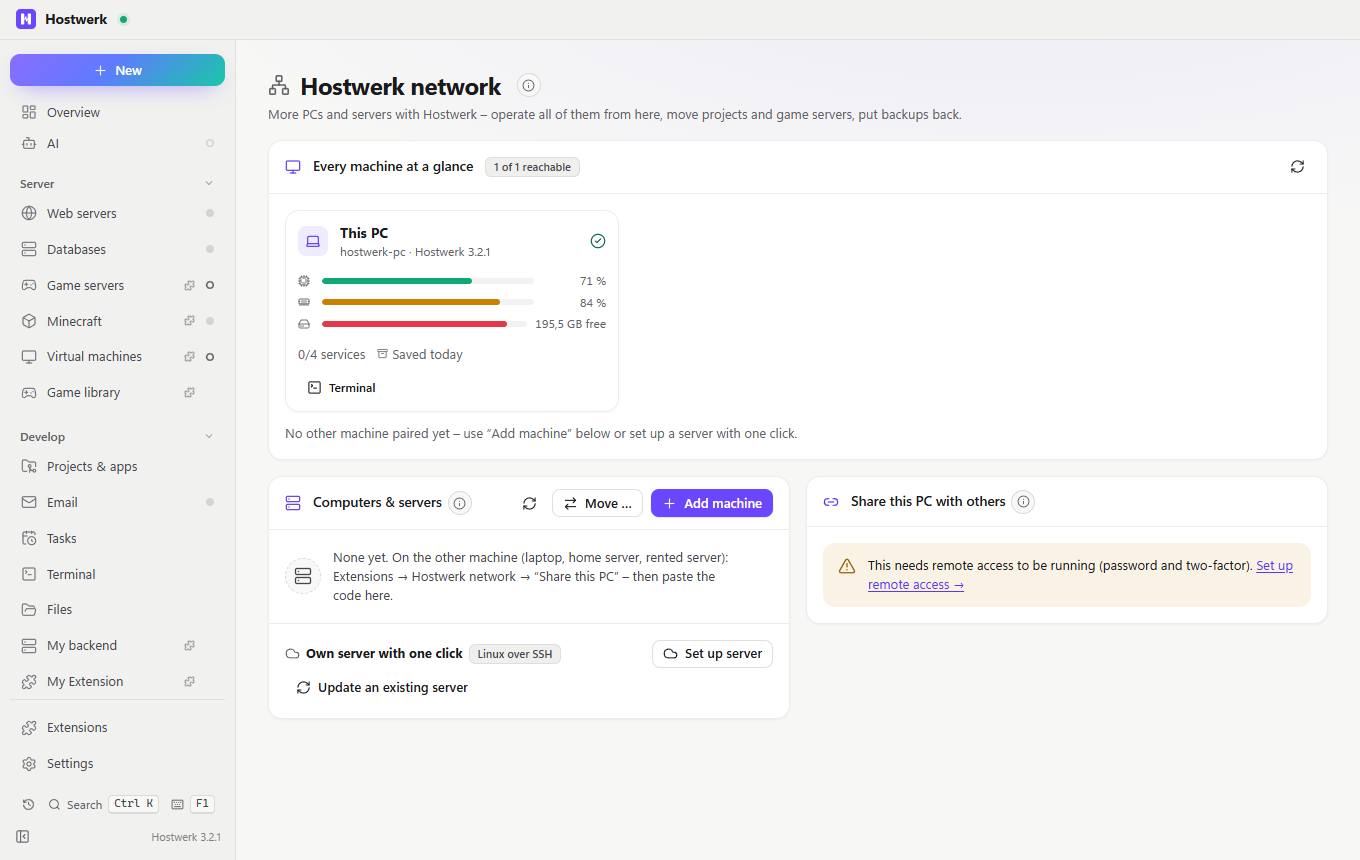 Hostwerk
New
Overview
AI
Server
Web servers
Databases
Game servers
Minecraft
Virtual machines
Game library
Develop
Projects & apps
Email
Tasks
Terminal
Files
My backend
My Extension
Extensions
Settings
Search Ctrl K F1
Hostwerk 3.2.1
Hostwerk network
More PCs and servers with Hostwerk – operate all of them from here, move projects and game servers, put backups back.
Every machine at a glance 1 of 1 reachable
This PC
hostwerk-pc · Hostwerk 3.2.1
71 %
84 %
195,5 GB free
0/4 services Saved today
Terminal
No other machine paired yet – use “Add machine” below or set up a server with one click.
Computers & servers Move ... Add machine
None yet. On the other machine (laptop, home server, rented server):
Extensions → Hostwerk network → “Share this PC” – then paste the
code here.
Own server with one click Linux over SSH Set up server
Update an existing server
Share this PC with others
This needs remote access to be running (password and two-factor). Set up
remote access →